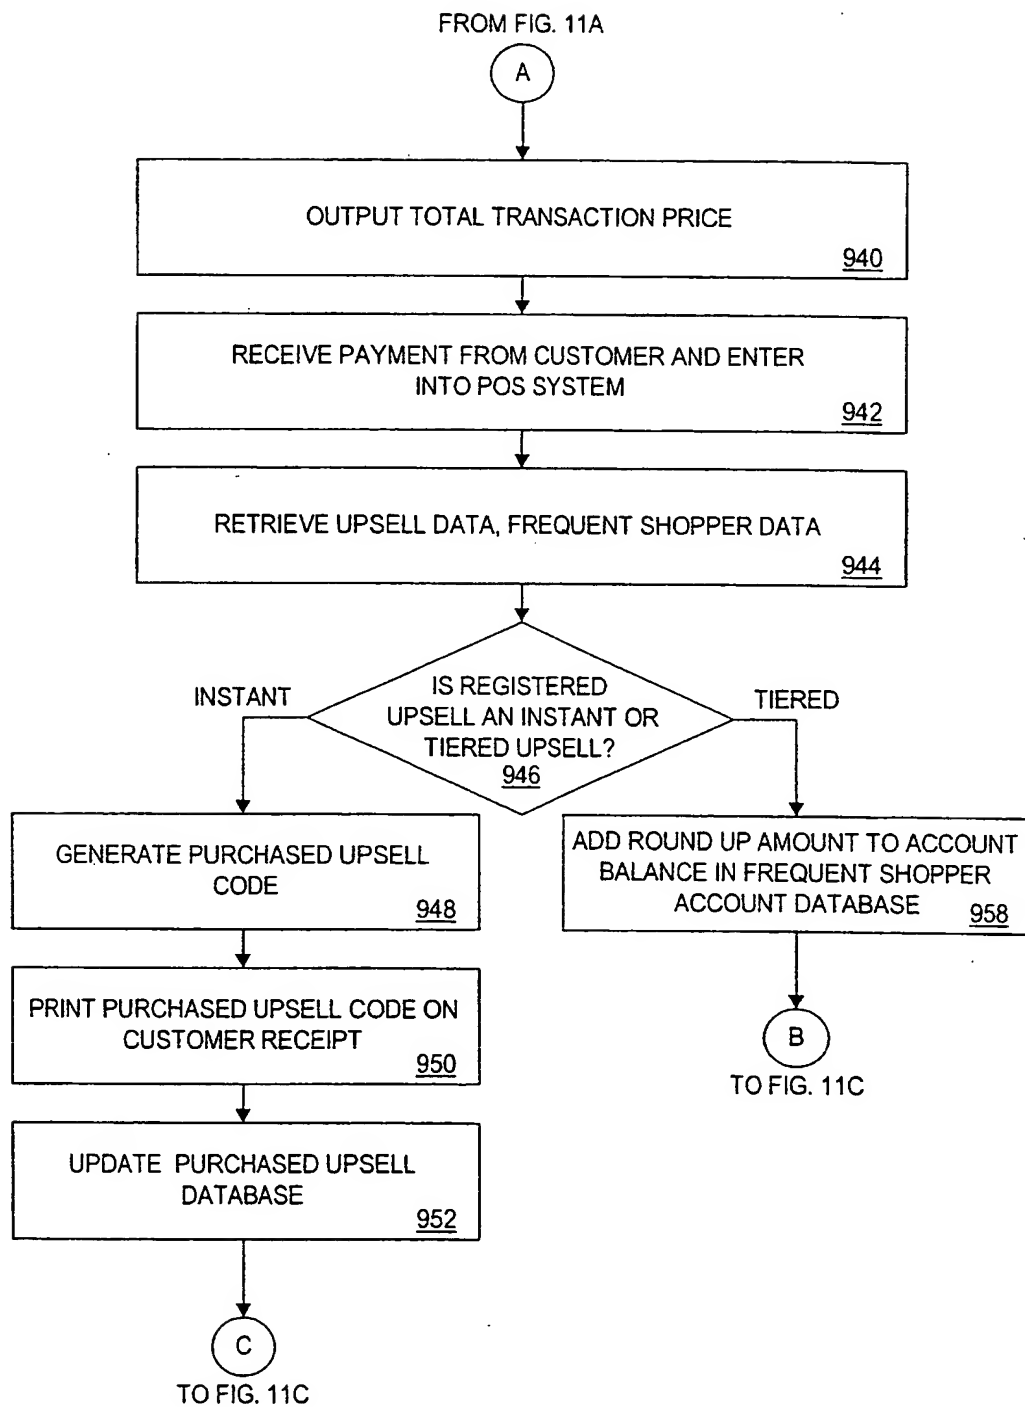 FROM FIG. 11A
A
OUTPUT TOTAL TRANSACTION PRICE
940
RECEIVE PAYMENT FROM CUSTOMER AND ENTER
INTO POS SYSTEM
942
RETRIEVE UPSELL DATA, FREQUENT SHOPPER DATA
944
INSTANT
IS REGISTERED
UPSELL AN INSTANT OR
TIERED UPSELL?
946
TIERED
GENERATE PURCHASED UPSELL
CODE
948
ADD ROUND UP AMOUNT TO ACCOUNT
BALANCE IN FREQUENT SHOPPER
ACCOUNT DATABASE
958
PRINT PURCHASED UPSELL CODE ON
CUSTOMER RECEIPT
950
B
TO FIG. 11C
UPDATE PURCHASED UPSELL
DATABASE
952
C
TO FIG. 11C